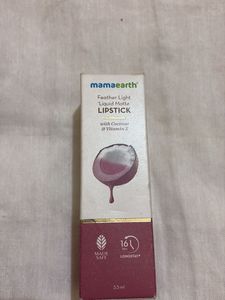 mamaearth®
Feather Light
Liquid Matte
LIPSTICK
with Coconut
& Vitamin E
MADE
SAFE
16
LONGSTAY*